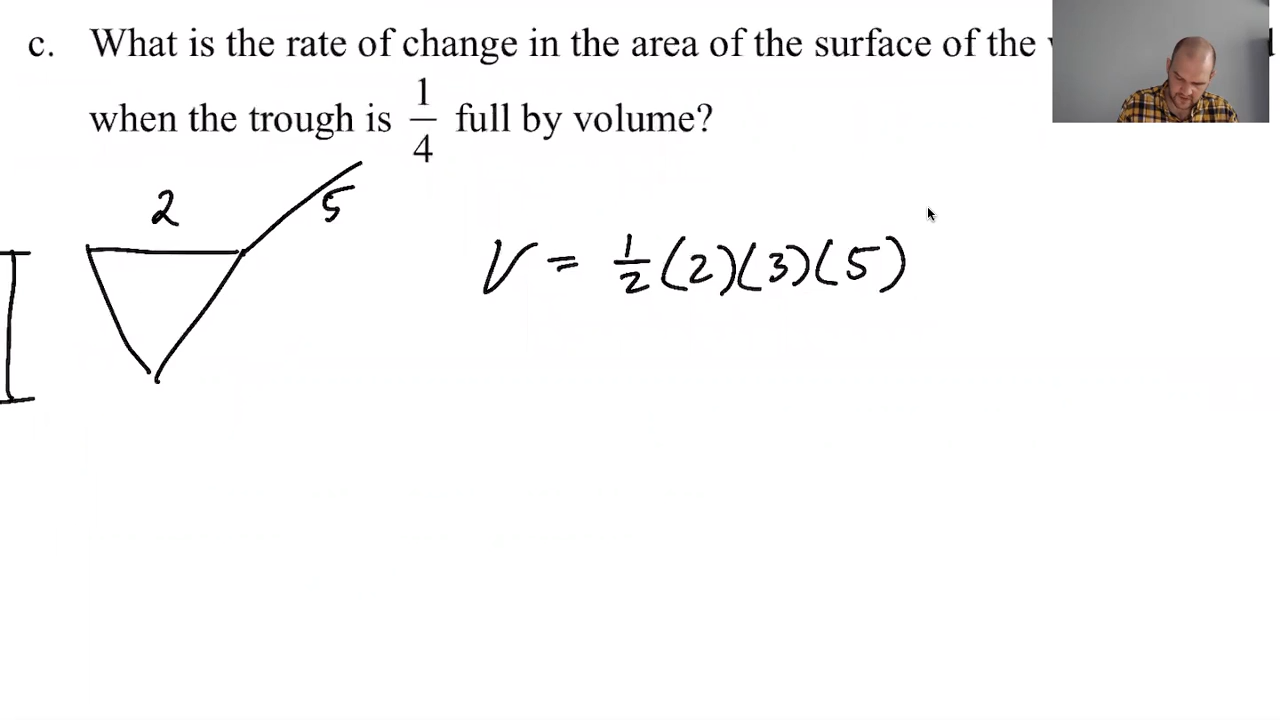 c. What is the rate of change in the area of the surface of the
when the trough is 1/4 full by volume?
2
5
V = 1/2 (2)(3)(5)